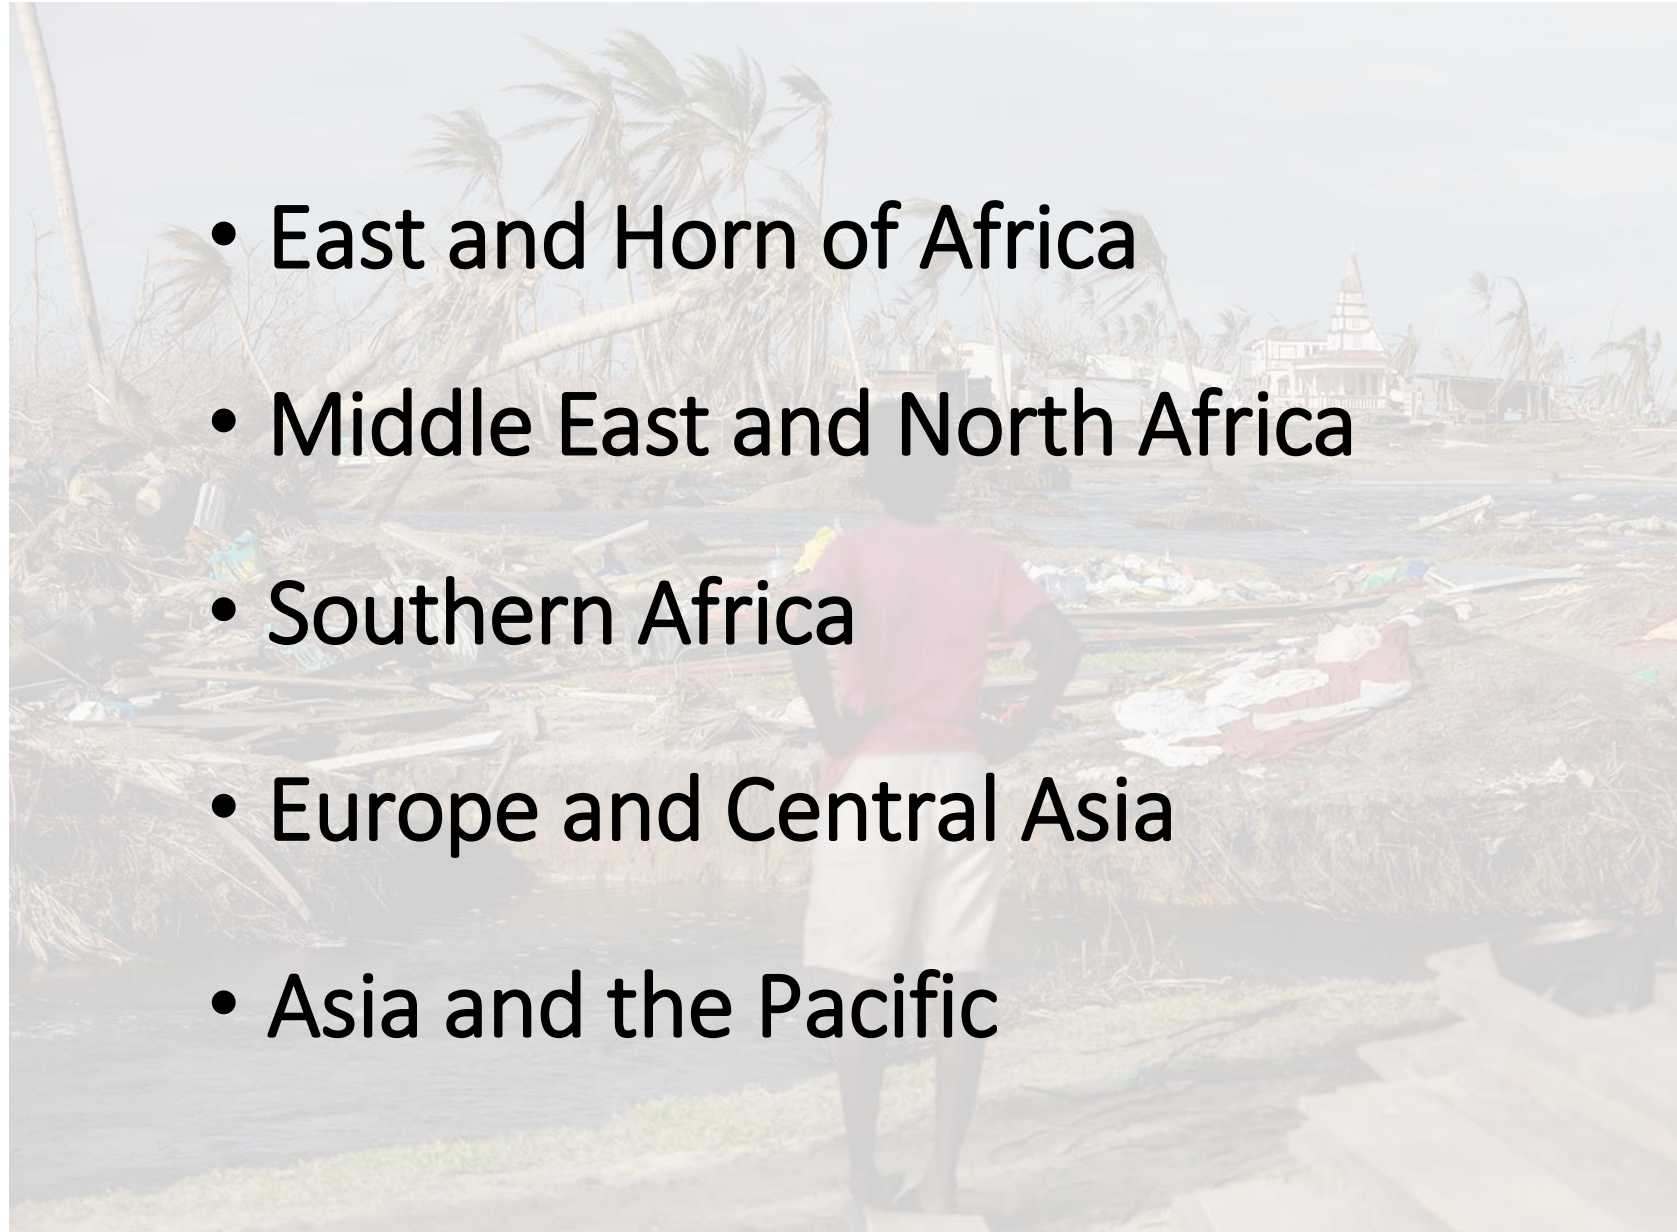 • East and Horn of Africa
• Middle East and North Africa
• Southern Africa
• Europe and Central Asia
• Asia and the Pacific